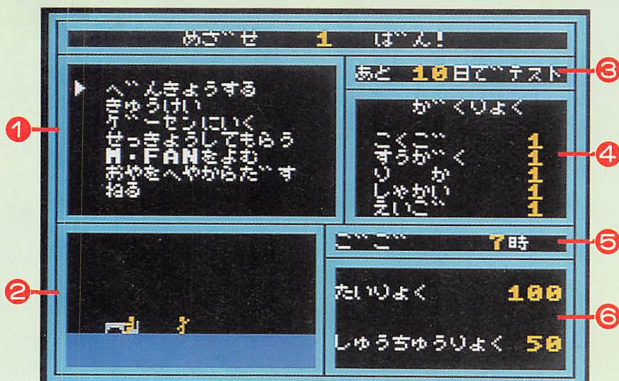 めざせ 1 ばん!
べんきょうする
きゅうけい
ゲーセンにいく
せっきょうしてもらう
M・FANをよむ
おやをへやからだす
ねる
あと 10日でテスト
がくりょく
こくご 1
すうがく 1
りか 1
しゃかい 1
えいご 1
ごご 7時
たいりょく 100
しゅうちゅうりょく 50
1
2
3
4
5
6